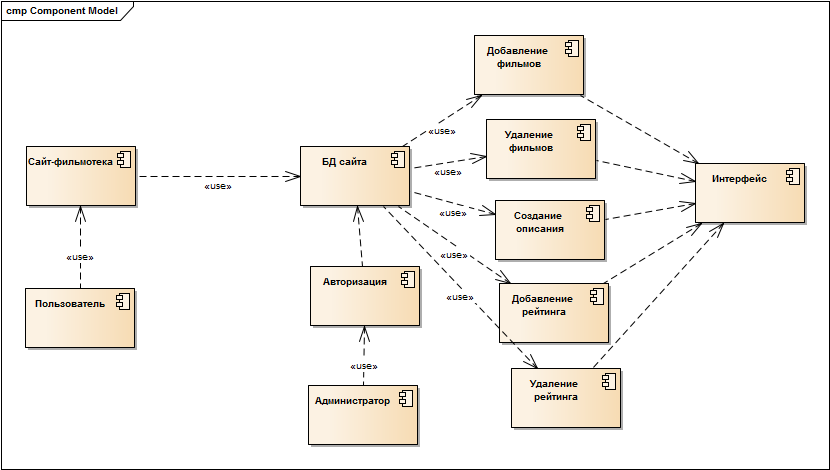 cmp Component Model
Добавление
фильмов
«use»
Удаление
фильмов
Сайт-фильмотека
БД сайта
«use»
Интерфейс
«use»
«use»
Создание
описания
«use»
«use»
Авторизация
«use»
Пользователь
Добавление
рейтинга
«use»
Удаление
рейтинга
Администратор